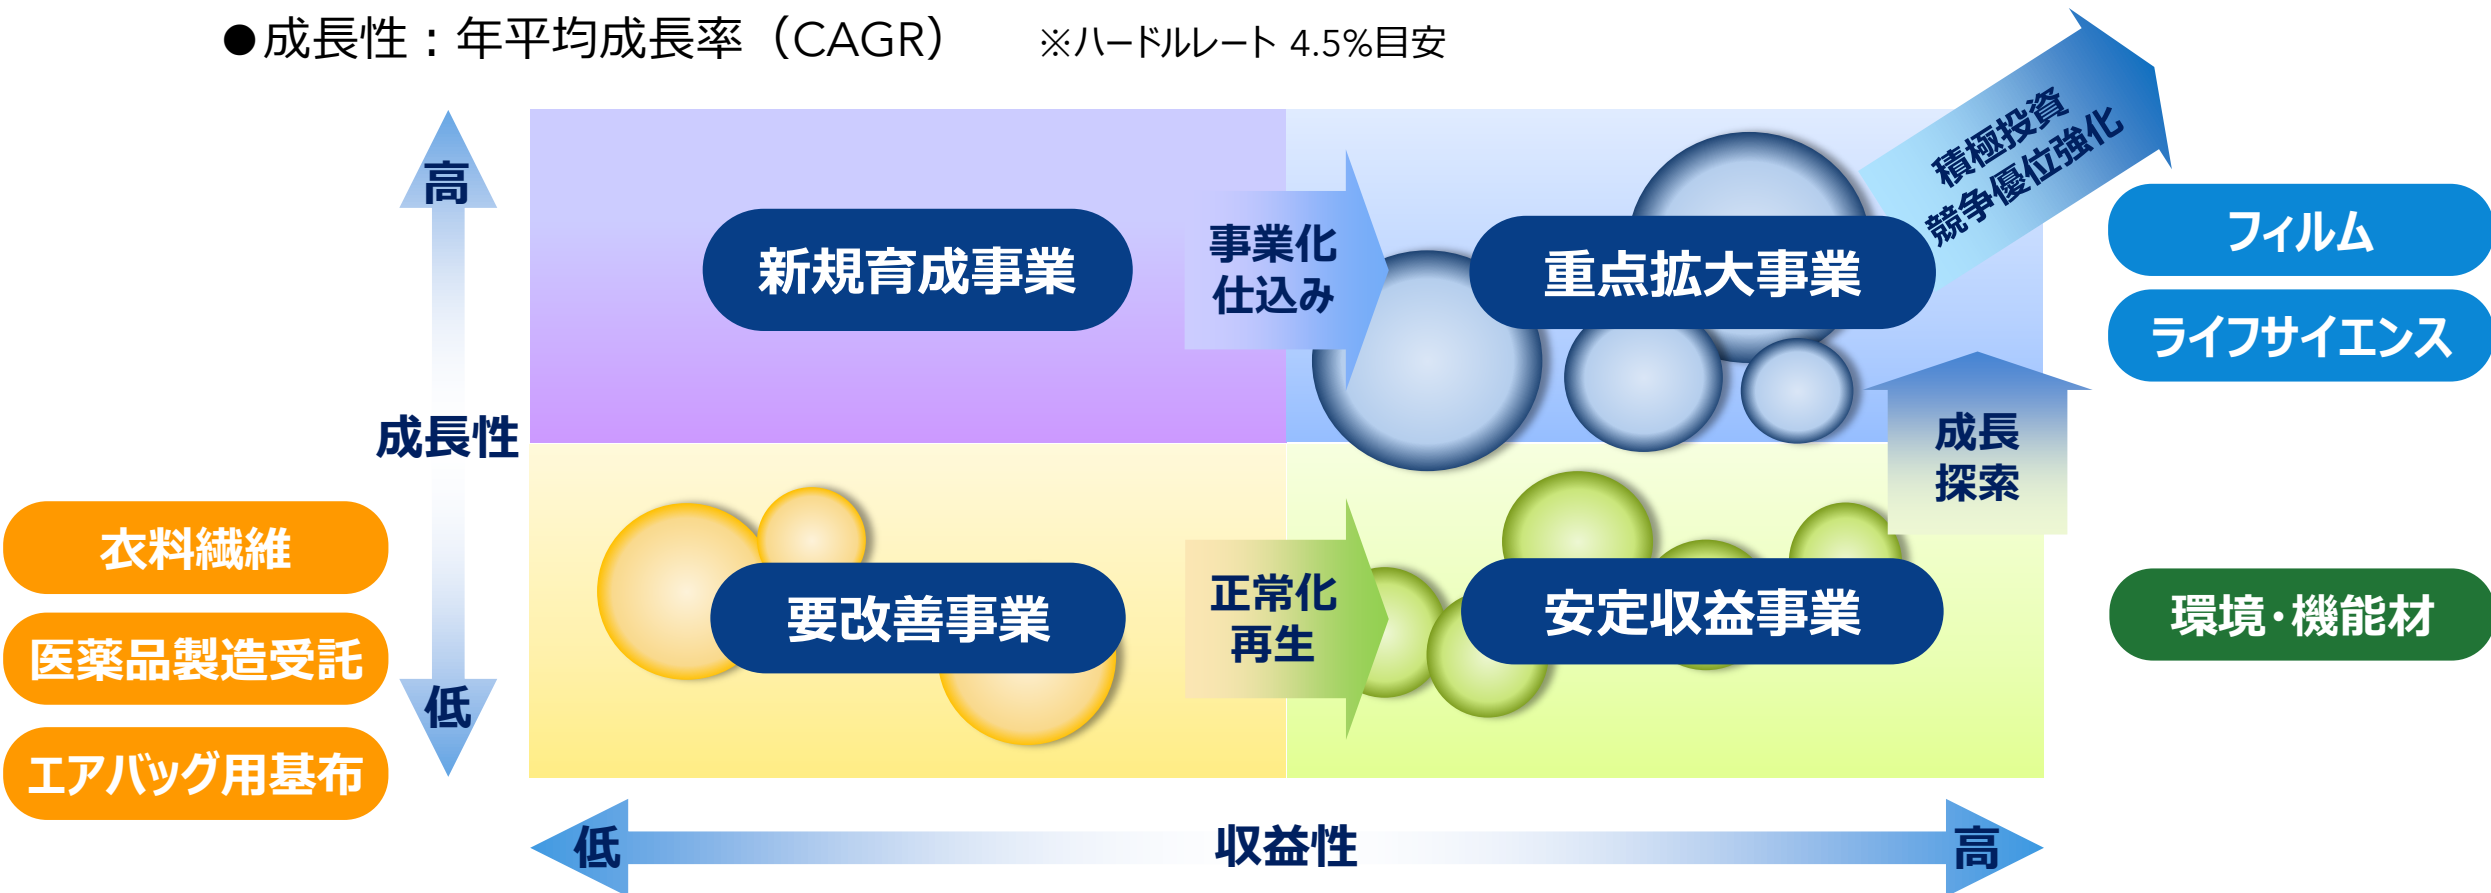 ●成長性：年平均成長率（CAGR）　※ハードルレート 4.5%目安
高
成長性
低
新規育成事業
事業化
仕込み
重点拡大事業
積極投資
競争優位強化
フィルム
ライフサイエンス
成長
探索
衣料繊維
医薬品製造受託
エアバッグ用基布
要改善事業
正常化
再生
安定収益事業
環境・機能材
低
収益性
高